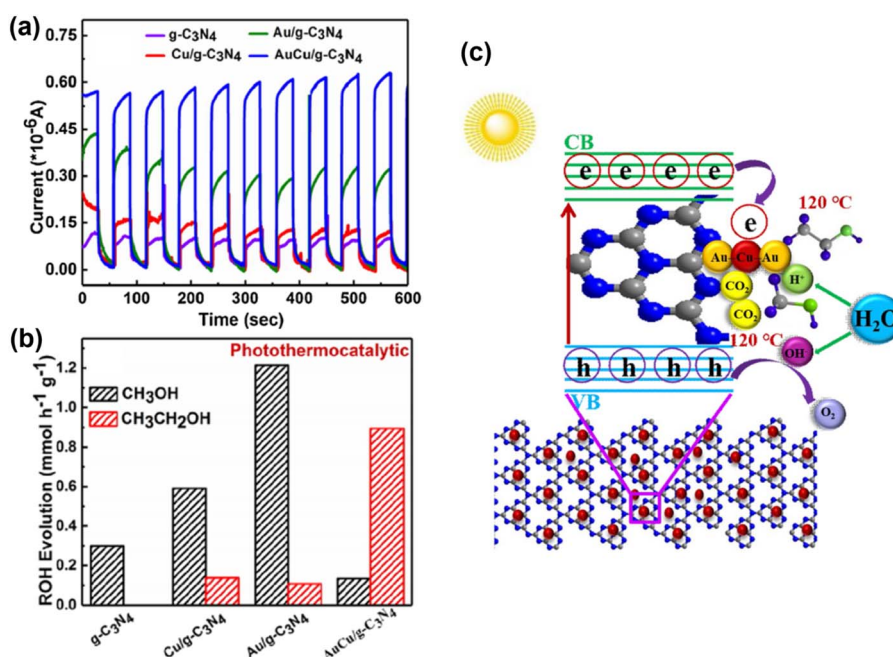 (a)
g-C3N4 Au/g-C3N4
Cu/g-C3N4 AuCu/g-C3N4
0.60
0.45
0.30
0.15
0.00
Current (*10-6A)
0 100 200 300 400 500 600
Time (sec)
(b)
Photothermocatalytic
CH3OH
CH3CH2OH
1.2
1.0
0.8
0.6
0.4
0.2
0.0
ROH Evolution (mmol h-1 g-1)
g-C3N4
Cu/g-C3N4
Au/g-C3N4
AuCu/g-C3N4
(c)
CB
e e e e
e
120 °C
Au Cu Au
CO2
H+
CO2
H2O
120 °C
OH-
h h h h
VB
O2